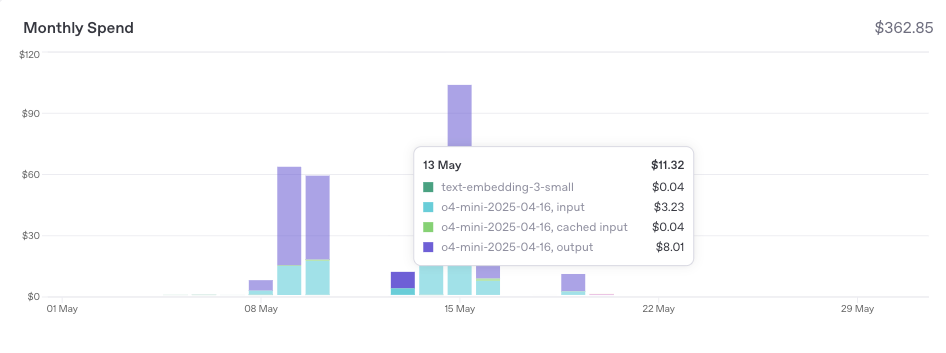 Monthly Spend $362.85
$120
$90
$60
$30
$0
13 May $11.32
text-embedding-3-small $0.04
o4-mini-2025-04-16, input $3.23
o4-mini-2025-04-16, cached input $0.04
o4-mini-2025-04-16, output $8.01
01 May 08 May 15 May 22 May 29 May